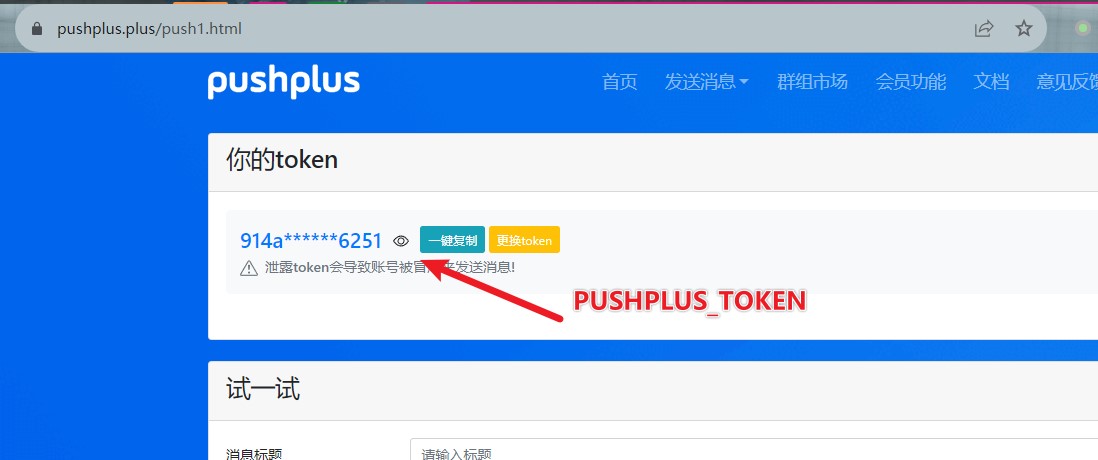 pushplus.plus/push1.html
pushplus 首页 发送消息 群组市场 会员功能 文档 意见反馈
你的token
914a******6251 一键复制 更换token
泄露token会导致账号被冒 来发送消息!
PUSHPLUS_TOKEN
试一试
消息标题 请输入标题